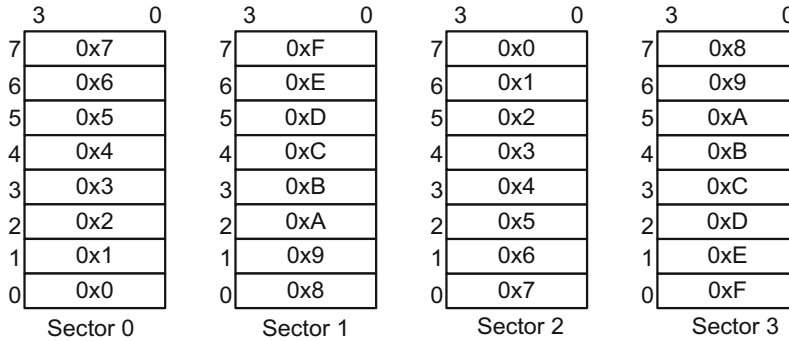 3 0 3 0 3 0 3 0
7 0x7 7 0xF 7 0x0 7 0x8
6 0x6 6 0xE 6 0x1 6 0x9
5 0x5 5 0xD 5 0x2 5 0xA
4 0x4 4 0xC 4 0x3 4 0xB
3 0x3 3 0xB 3 0x4 3 0xC
2 0x2 2 0xA 2 0x5 2 0xD
1 0x1 1 0x9 1 0x6 1 0xE
0 0x0 0 0x8 0 0x7 0 0xF
Sector 0 Sector 1 Sector 2 Sector 3